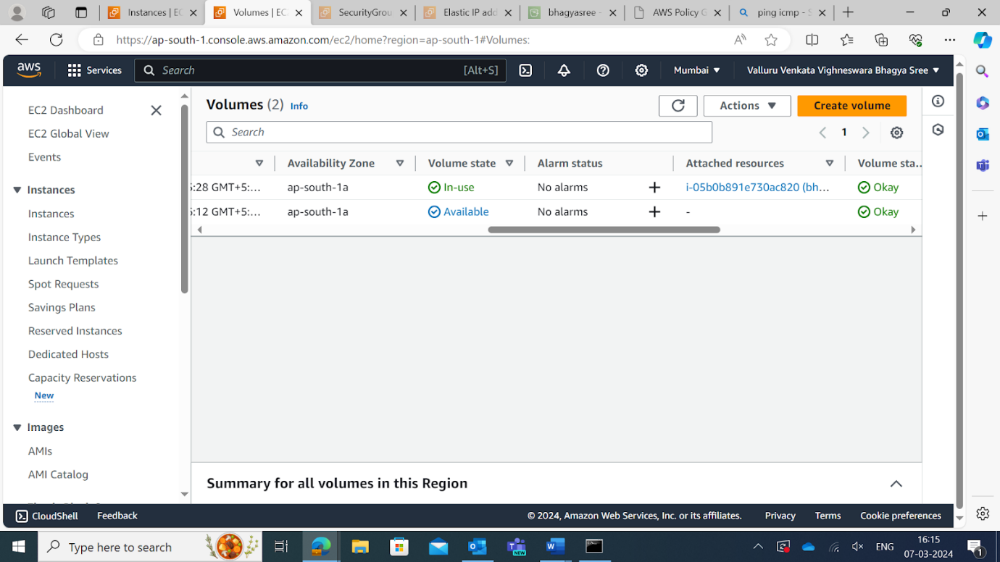 Instances | EC
Volumes | EC
SecurityGrou
Elastic IP add
bhagyasree -
AWS Policy G
ping icmp - S
https://ap-south-1.console.aws.amazon.com/ec2/home?region=ap-south-1#Volumes:
aws
Services
Search
[Alt+S]
Mumbai
Valluru Venkata Vighneswara Bhagya Sree
EC2 Dashboard
EC2 Global View
Events
Instances
Instances
Instance Types
Launch Templates
Spot Requests
Savings Plans
Reserved Instances
Dedicated Hosts
Capacity Reservations
New
Images
AMIs
AMI Catalog
Volumes (2) Info
Actions
Create volume
Search
1
Availability Zone Volume state Alarm status Attached resources Volume sta...
5:28 GMT+5:... ap-south-1a In-use No alarms i-05b0b891e730ac820 (bh...
5:12 GMT+5:... ap-south-1a Available No alarms - Okay
Okay
Summary for all volumes in this Region
CloudShell Feedback © 2024, Amazon Web Services, Inc. or its affiliates. Privacy Terms Cookie preferences
Type here to search
NEW
ENG
16:15
07-03-2024
1